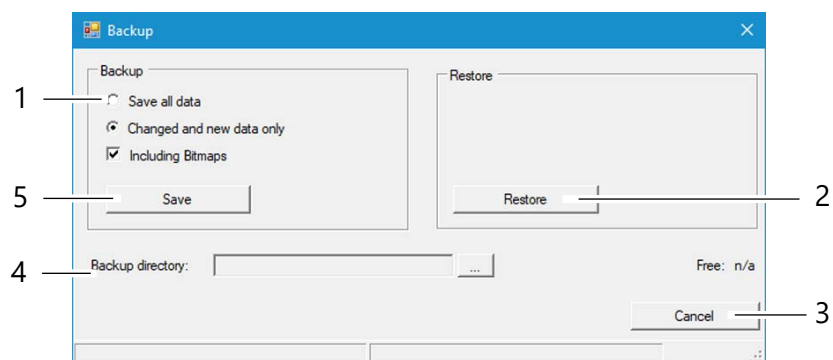 Backup
Backup
Restore
1
Save all data
Changed and new data only
Including Bitmaps
5
Save
Restore
2
4
Backup directory:
...
Free: n/a
Cancel
3